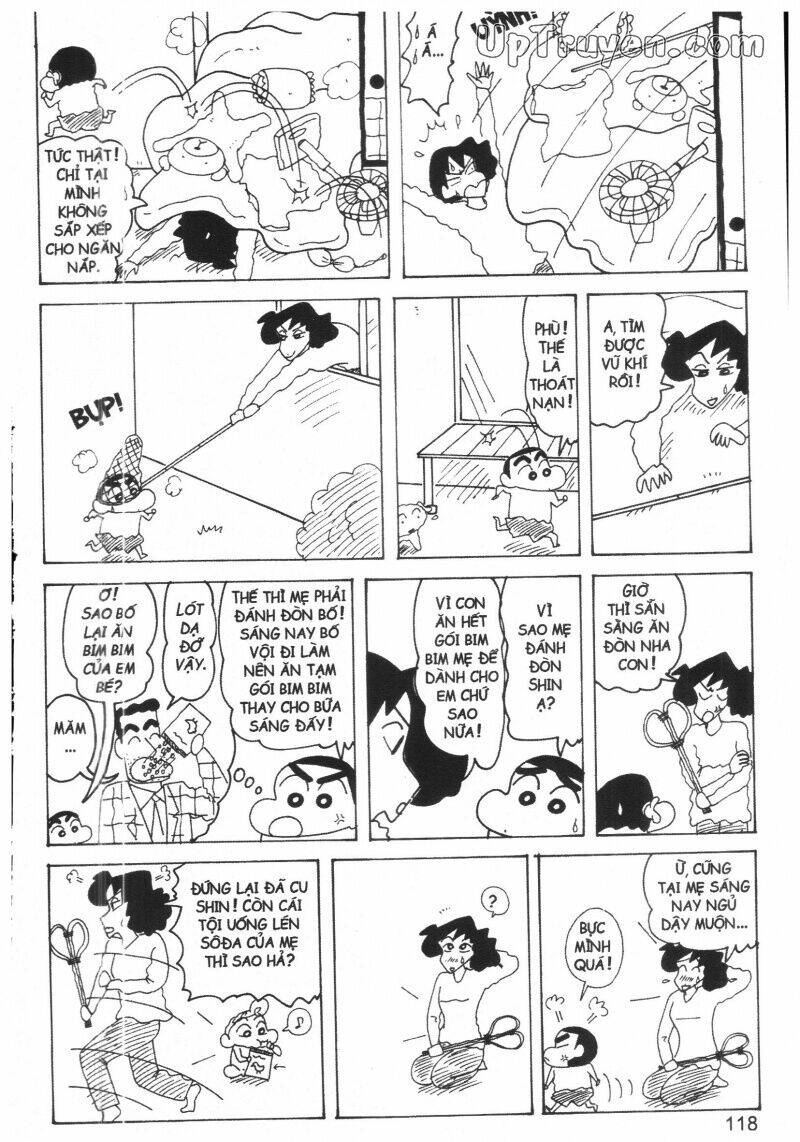 UpTruyen.com
UỲNH!
Á
Á...
TỨC THẬT!
CHỈ TẠI
MÌNH
KHÔNG
SẮP XẾP
CHO NGĂN
NẮP.
A, TÌM
ĐƯỢC
VŨ KHÍ
RỒI!
PHÙ!
THẾ
LÀ
THOÁT
NẠN!
BỤP!
GIỜ
THÌ SẴN
SÀNG ĂN
ĐÒN NHA
CON!
VÌ
SAO MẸ
ĐÁNH
ĐÒN
SHIN
Ạ?
VÌ CON
ĂN HẾT
GÓI BIM
BIM MẸ ĐỂ
DÀNH CHO
EM CHỨ
SAO
NỮA!
THẾ THÌ MẸ PHẢI
ĐÁNH ĐÒN BỐ!
SÁNG NAY BỐ
VỘI ĐI LÀM
NÊN ĂN TẠM
GÓI BIM BIM
THAY CHO BỮA
SÁNG ĐẤY!
LÓT
DẠ
ĐỠ
VẬY.
Ơ!
SAO BỐ
LẠI ĂN
BIM BIM
CỦA EM
BÉ?
MĂM
...
Ừ, CŨNG
TẠI MẸ SÁNG
NAY NGỦ
DẬY MUỘN...
BỰC
MÌNH
QUÁ!
?
ĐỨNG LẠI ĐÃ CU
SHIN! CÒN CÁI
TỘI UỐNG LÉN
SÔĐA CỦA MẸ
THÌ SAO HẢ?
♪
118